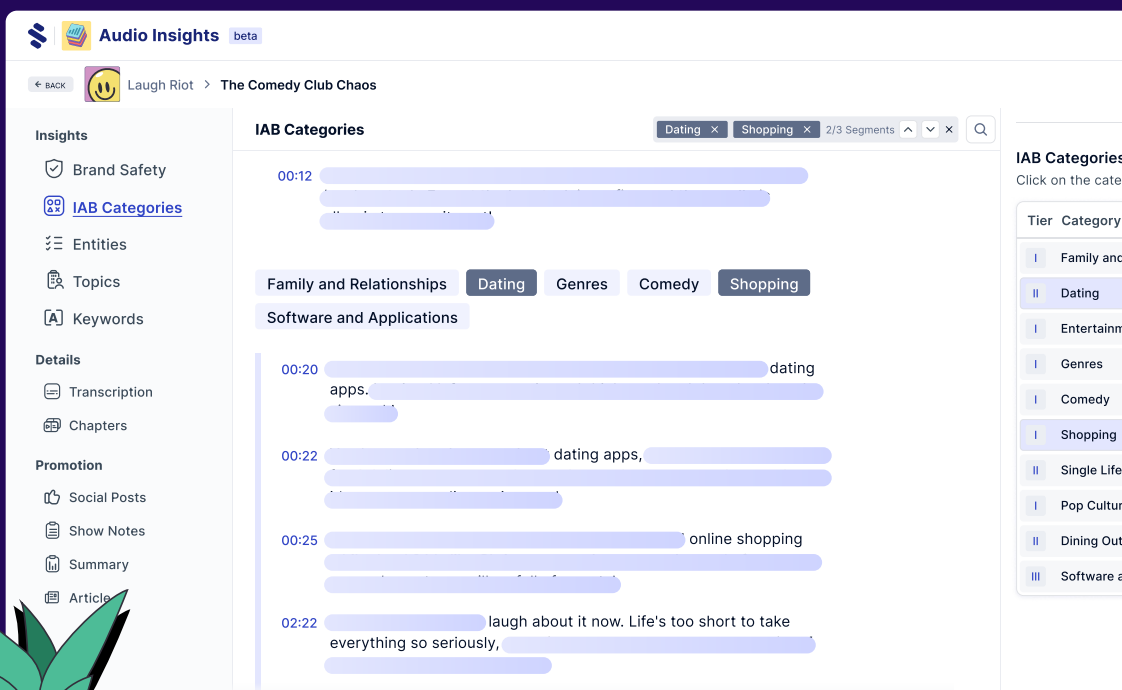 Audio Insights beta
BACK
Laugh Riot > The Comedy Club Chaos
Insights
Brand Safety
IAB Categories
Entities
Topics
Keywords
Details
Transcription
Chapters
Promotion
Social Posts
Show Notes
Summary
Article
IAB Categories
Dating × Shopping × 2/3 Segments
00:12
Family and Relationships Dating Genres Comedy Shopping
Software and Applications
00:20 dating
apps.
00:22 dating apps,
00:25 online shopping
02:22 laugh about it now. Life's too short to take
everything so seriously,
IAB Categories
Click on the cate
Tier Category
I Family and
II Dating
I Entertainm
I Genres
I Comedy
I Shopping
II Single Life
I Pop Cultur
II Dining Out
III Software a